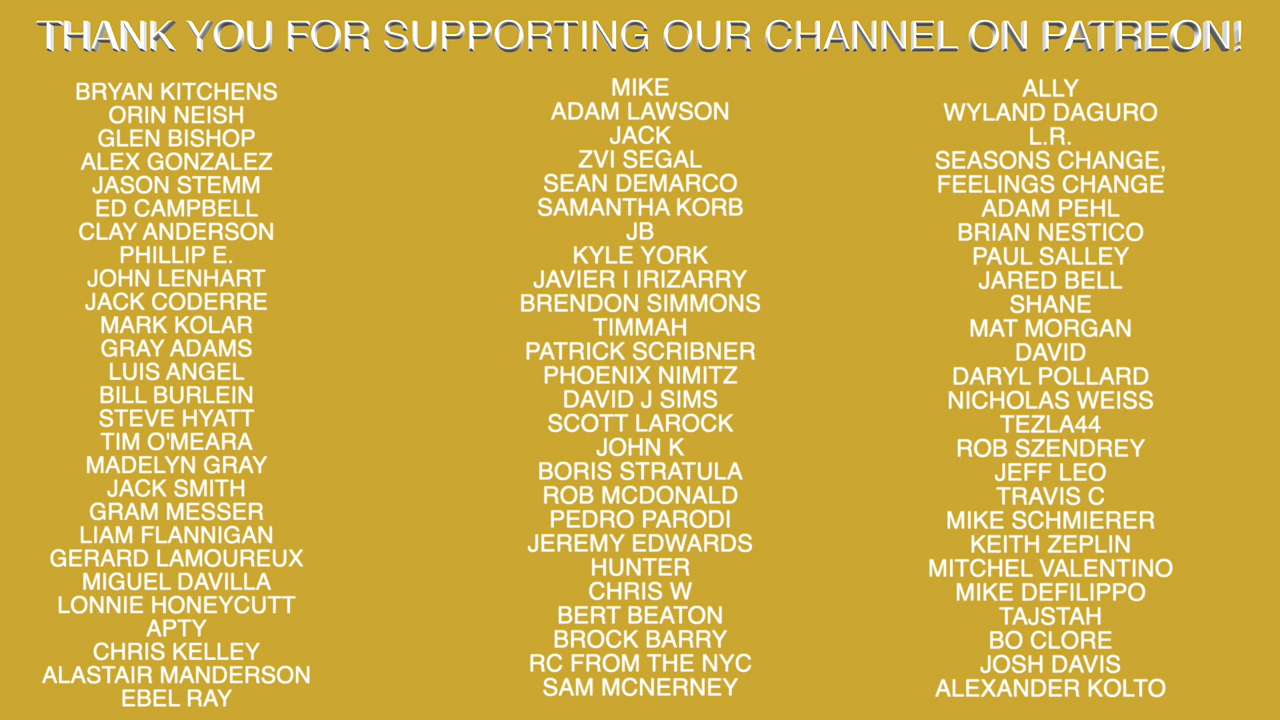 THANK YOU FOR SUPPORTING OUR CHANNEL ON PATREON!
BRYAN KITCHENS
ORIN NEISH
GLEN BISHOP
ALEX GONZALEZ
JASON STEMM
ED CAMPBELL
CLAY ANDERSON
PHILLIP E.
JOHN LENHART
JACK CODERRE
MARK KOLAR
GRAY ADAMS
LUIS ANGEL
BILL BURLEIN
STEVE HYATT
TIM O'MEARA
MADELYN GRAY
JACK SMITH
GRAM MESSER
LIAM FLANNIGAN
GERARD LAMOUREUX
MIGUEL DAVILLA
LONNIE HONEYCUTT
APTY
CHRIS KELLEY
ALASTAIR MANDERSON
EBEL RAY
MIKE
ADAM LAWSON
JACK
ZVI SEGAL
SEAN DEMARCO
SAMANTHA KORB
JB
KYLE YORK
JAVIER I IRIZARRY
BRENDON SIMMONS
TIMMAH
PATRICK SCRIBNER
PHOENIX NIMITZ
DAVID J SIMS
SCOTT LAROCK
JOHN K
BORIS STRATULA
ROB MCDONALD
PEDRO PARODI
JEREMY EDWARDS
HUNTER
CHRIS W
BERT BEATON
BROCK BARRY
RC FROM THE NYC
SAM MCNERNEY
ALLY
WYLAND DAGURO
L.R.
SEASONS CHANGE,
FEELINGS CHANGE
ADAM PEHL
BRIAN NESTICO
PAUL SALLEY
JARED BELL
SHANE
MAT MORGAN
DAVID
DARYL POLLARD
NICHOLAS WEISS
TEZLA44
ROB SZENDREY
JEFF LEO
TRAVIS C
MIKE SCHMIERER
KEITH ZEPLIN
MITCHEL VALENTINO
MIKE DEFILIPPO
TAJSTAH
BO CLORE
JOSH DAVIS
ALEXANDER KOLTO